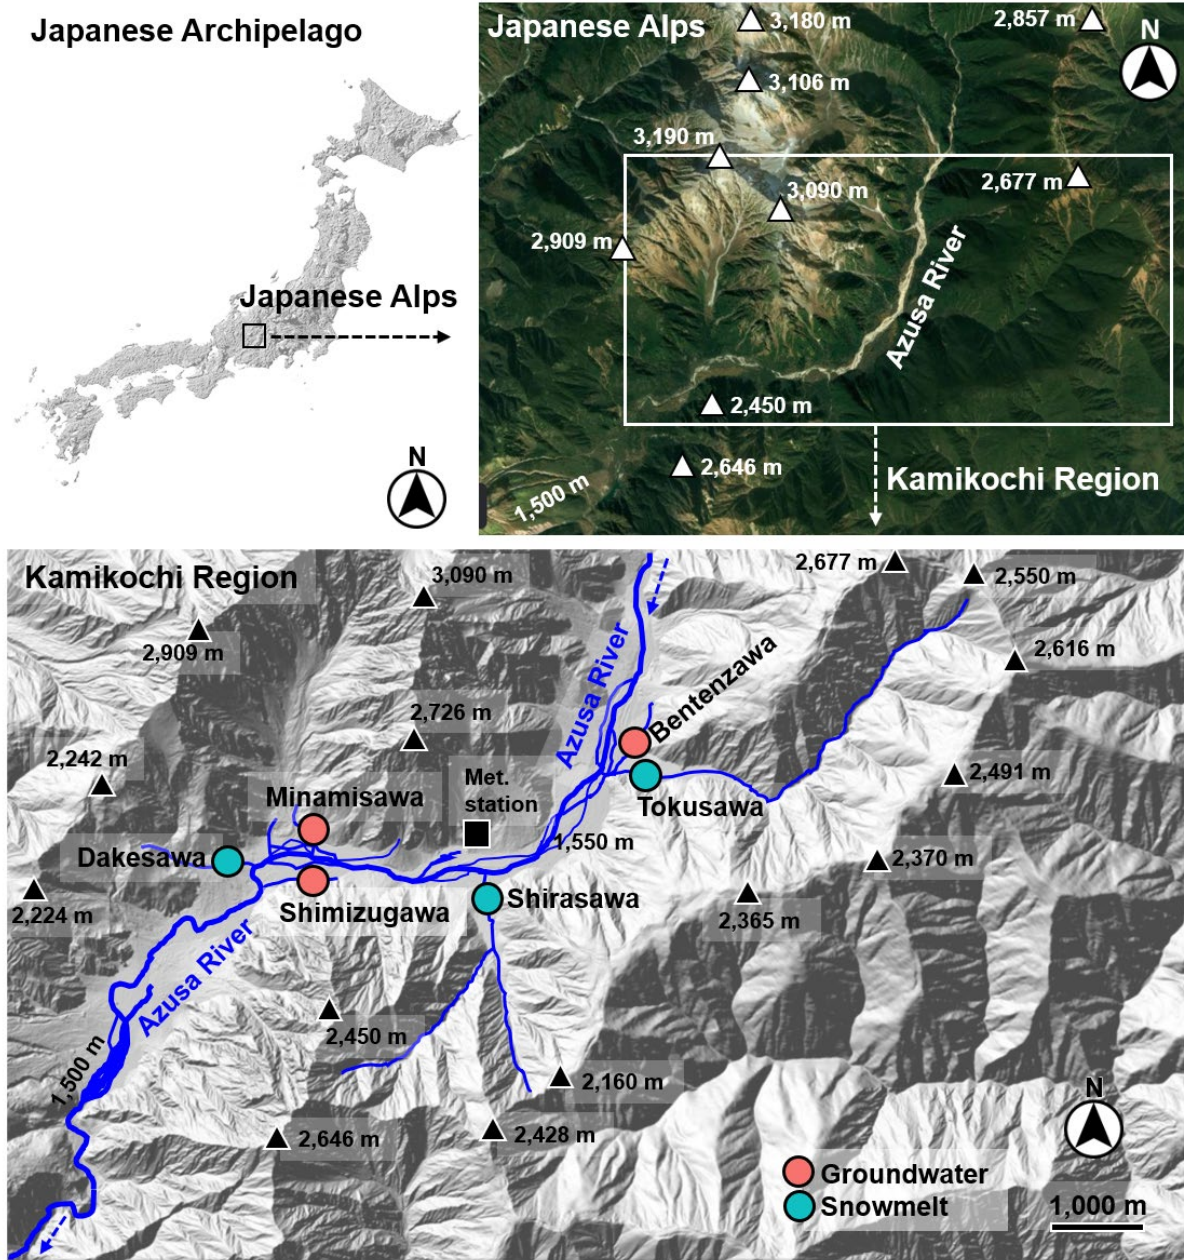 Japanese Archipelago
Japanese Alps
N
Japanese Alps
3,180 m
2,857 m
N
3,106 m
3,190 m
3,090 m
2,677 m
2,909 m
Azusa River
2,450 m
2,646 m
1,500 m
Kamikochi Region
Kamikochi Region
3,090 m
2,677 m
2,550 m
2,909 m
Azusa River
Bentenzawa
2,616 m
2,726 m
2,242 m
Met.
station
2,491 m
Minamisawa
Tokusawa
1,550 m
Dakesawa
2,370 m
2,224 m
Shimizugawa
Shirasawa
2,365 m
Azusa River
2,450 m
1,500 m
2,160 m
2,646 m
2,428 m
N
Groundwater
Snowmelt
1,000 m